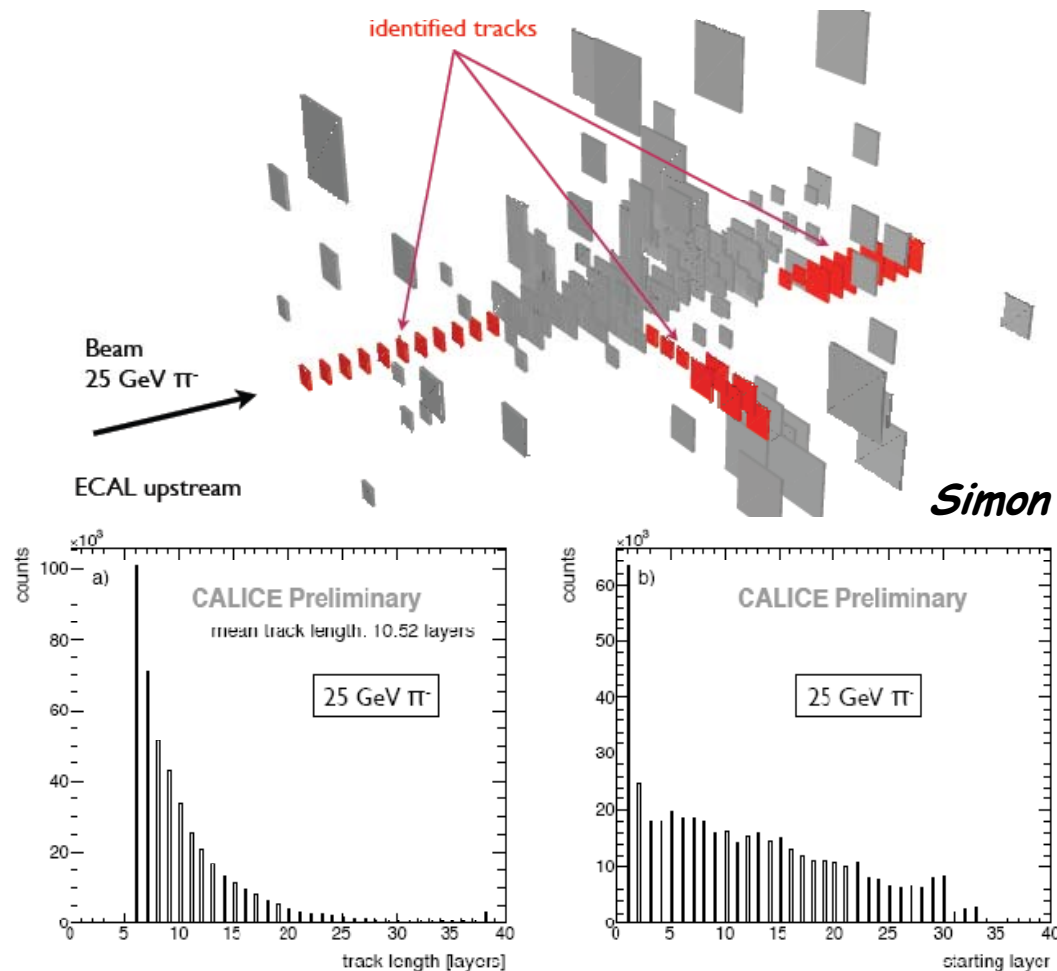 identified tracks
Beam
25 GeV π-
ECAL upstream
Simon
×10³
counts
a)
CALICE Preliminary
mean track length: 10.52 layers
25 GeV π-
100
80
60
40
20
0
0 5 10 15 20 25 30 35 40
track length [layers]
×10³
counts
b)
CALICE Preliminary
25 GeV π-
60
50
40
30
20
10
0
0 5 10 15 20 25 30 35 40
starting layer